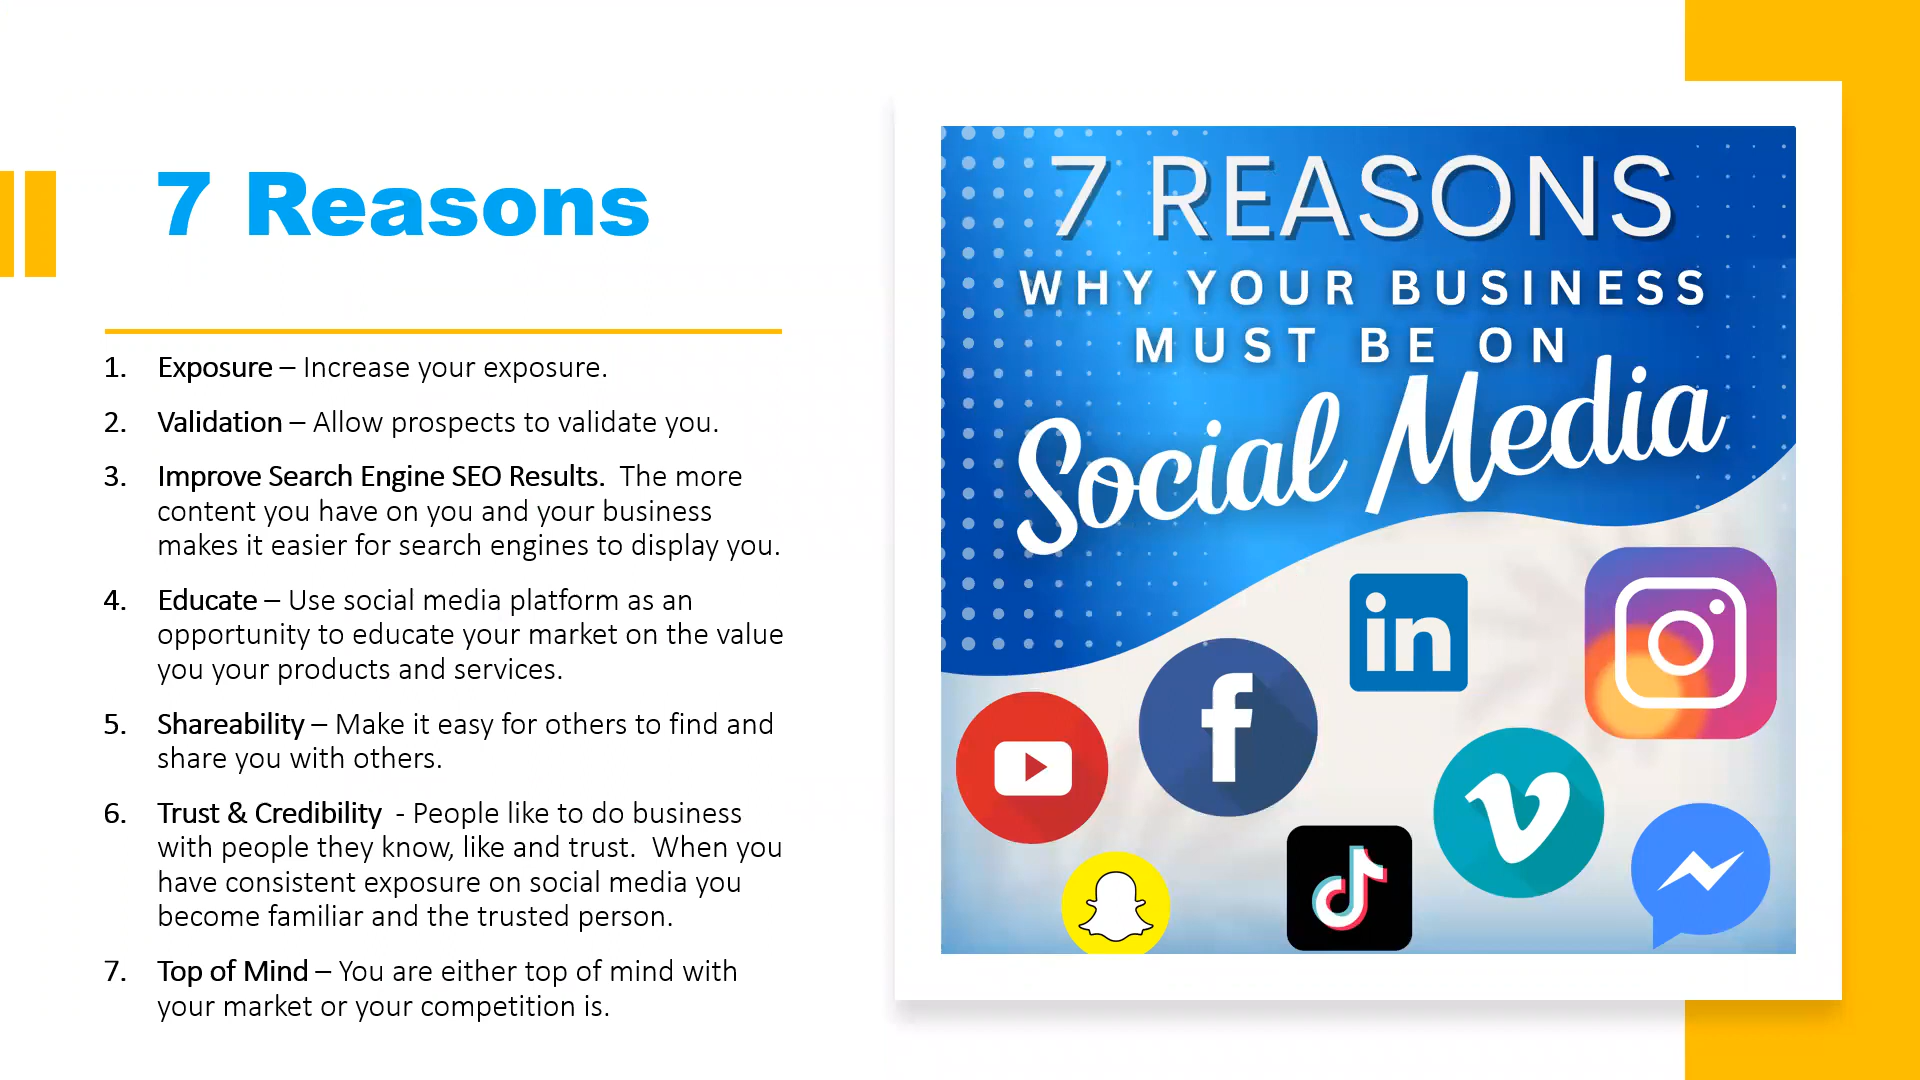 7 Reasons
1. Exposure – Increase your exposure.
2. Validation – Allow prospects to validate you.
3. Improve Search Engine SEO Results.  The more
content you have on you and your business
makes it easier for search engines to display you.
4. Educate – Use social media platform as an
opportunity to educate your market on the value
you your products and services.
5. Shareability – Make it easy for others to find and
share you with others.
6. Trust & Credibility  - People like to do business
with people they know, like and trust.  When you
have consistent exposure on social media you
become familiar and the trusted person.
7. Top of Mind – You are either top of mind with
your market or your competition is.
7 REASONS
WHY YOUR BUSINESS
MUST BE ON
Social Media
in
f